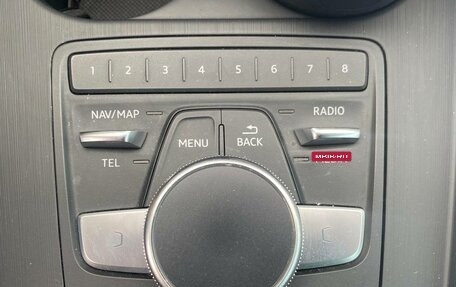 1 2 3 4 5 6 7 8
NAV/MAP RADIO
MENU BACK
TEL